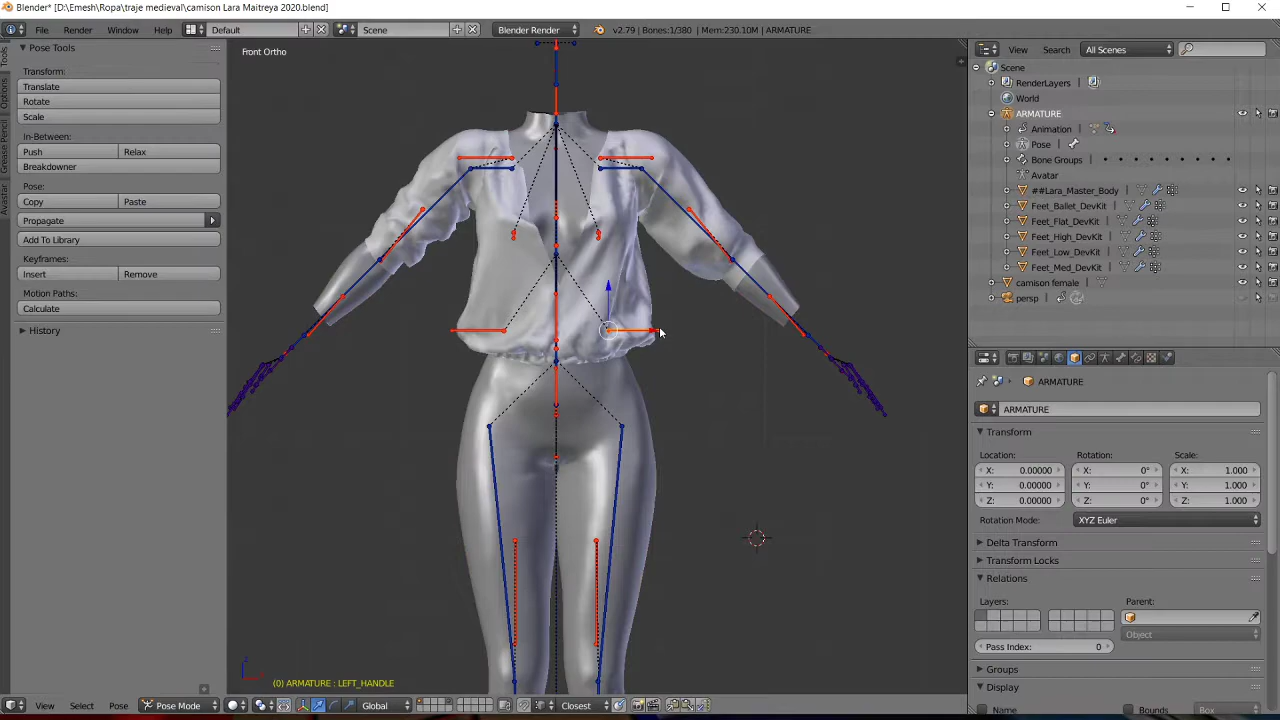 Blender* [D:\Emesh\Ropa\traje medieval\camison Lara Maitreya 2020.blend]
File Render Window Help Default Scene Blender Render v2.79 | Bones:1/380 | Mem:230.10M | ARMATURE
Pose Tools
Transform:
Translate
Rotate
Scale
In-Between:
Push Relax
Breakdowner
Pose:
Copy Paste
Propagate
Add To Library
Keyframes:
Insert Remove
Motion Paths:
Calculate
History
Tools
Options
Grease Pencil
Avastar
Front Ortho
(0) ARMATURE : LEFT_HANDLE
View Select Pose Pose Mode Global Closest
View Search All Scenes
Scene
RenderLayers
World
ARMATURE
Animation
Pose
Bone Groups
Avatar
##Lara_Master_Body
Feet_Ballet_DevKit
Feet_Flat_DevKit
Feet_High_DevKit
Feet_Low_DevKit
Feet_Med_DevKit
camison female
persp
ARMATURE
ARMATURE
Transform
Location: Rotation: Scale:
X: 0.00000 X: 0° X: 1.000
Y: 0.00000 Y: 0° Y: 1.000
Z: 0.00000 Z: 0° Z: 1.000
Rotation Mode: XYZ Euler
Delta Transform
Transform Locks
Relations
Layers: Parent:
Object
Pass Index: 0
Groups
Display
Name Bounds Box